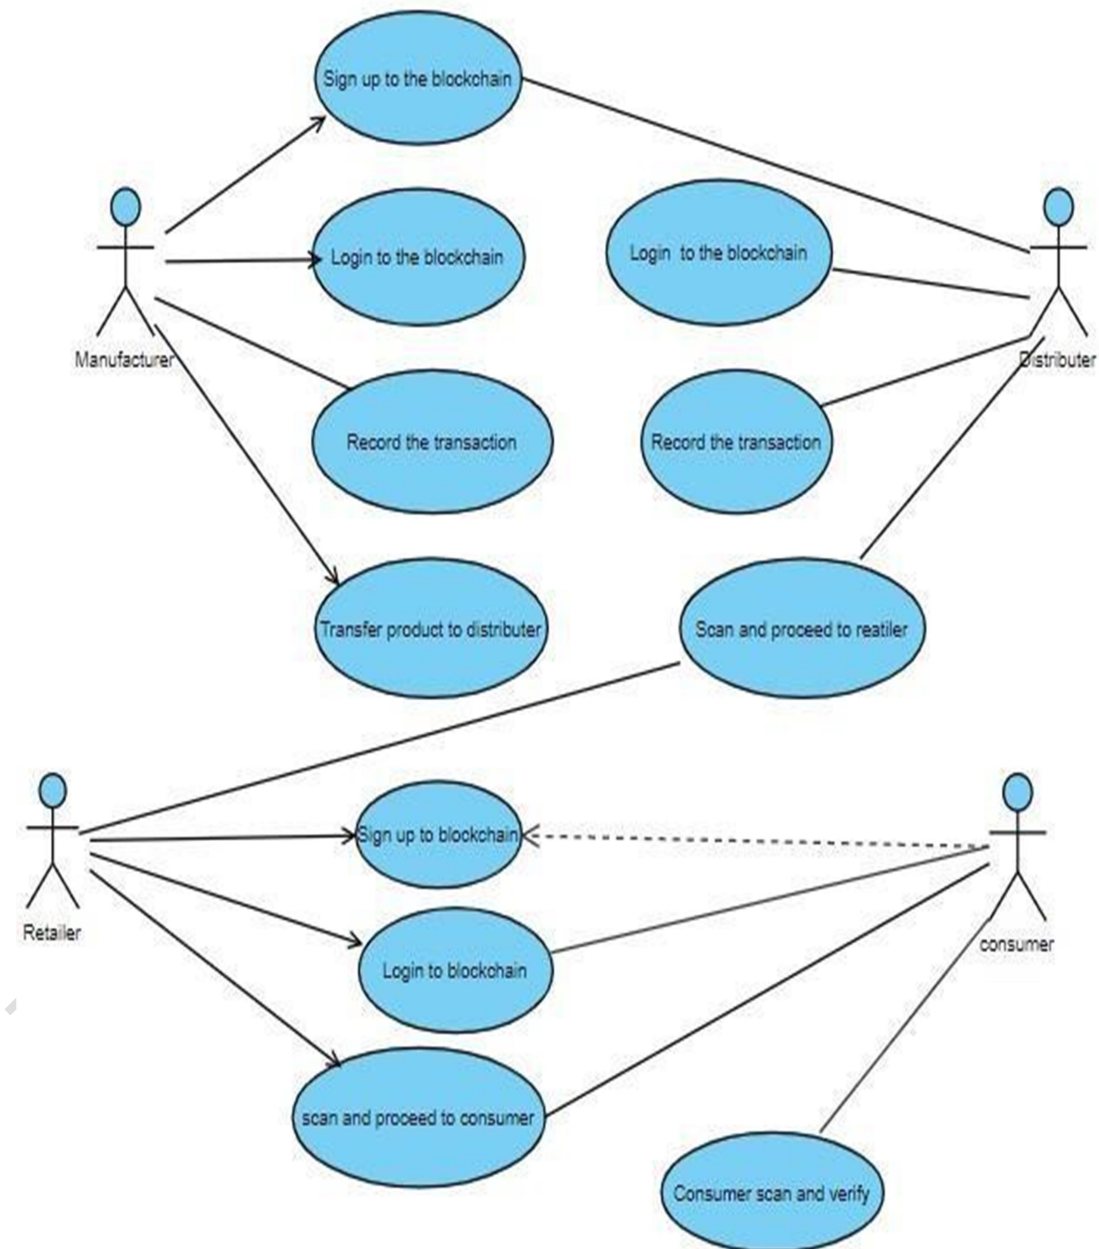 Sign up to the blockchain
Login to the blockchain
Login  to the blockchain
Manufacturer
Distributer
Record the transaction
Record the transaction
Transfer product to distributer
Scan and proceed to reatiler
Sign up to blockchain
Retailer
consumer
Login to blockchain
scan and proceed to consumer
Consumer scan and verify